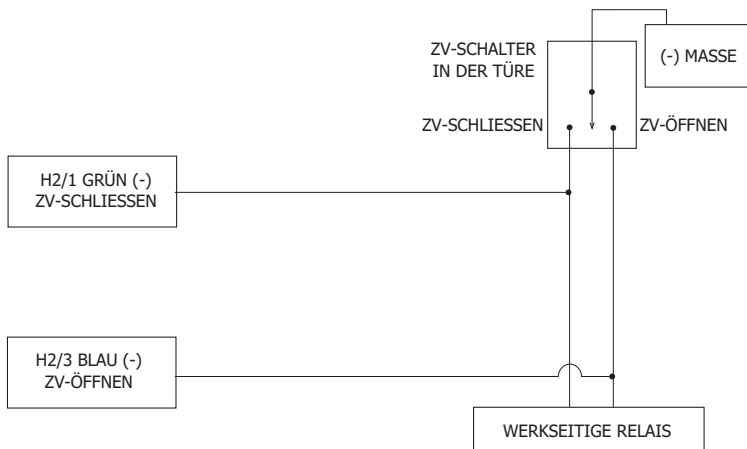 ZV-SCHALTER
IN DER TÜRE
(-) MASSE
ZV-SCHLIESSEN
ZV-ÖFFNEN
H2/1 GRÜN (-)
ZV-SCHLIESSEN
H2/3 BLAU (-)
ZV-ÖFFNEN
WERKSEITIGE RELAIS